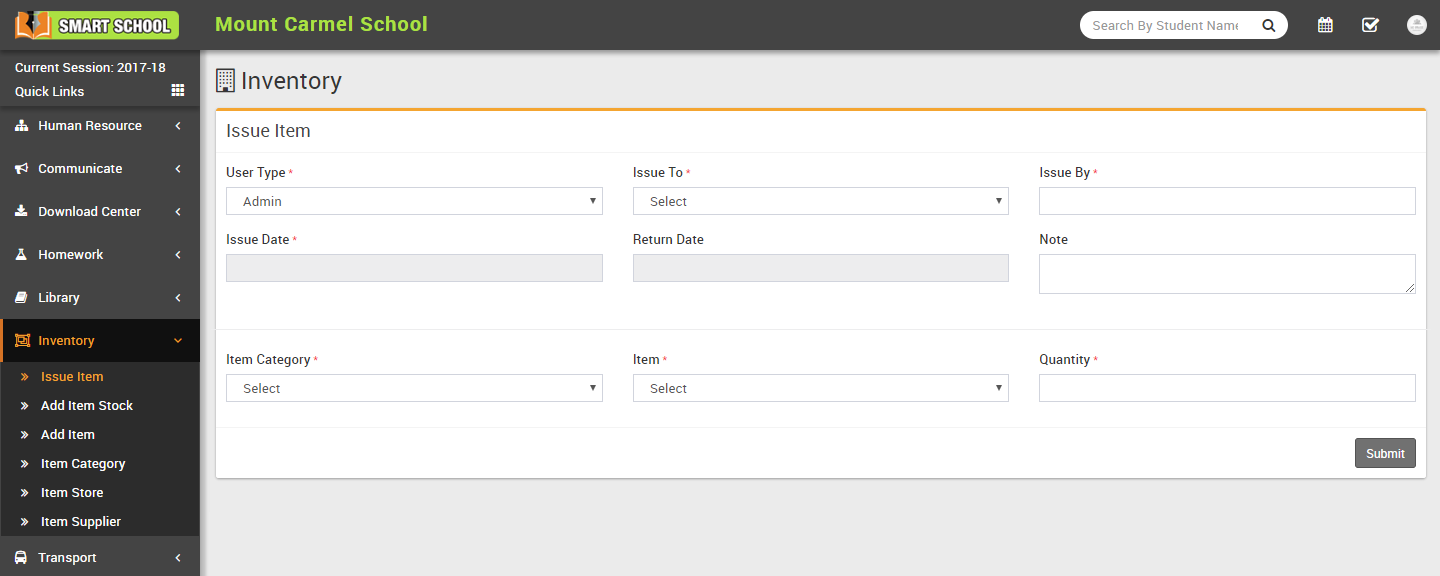 SMART SCHOOL
Mount Carmel School
Search By Student Name
Current Session: 2017-18
Quick Links
Human Resource
Communicate
Download Center
Homework
Library
Inventory
Issue Item
Add Item Stock
Add Item
Item Category
Item Store
Item Supplier
Transport
Inventory
Issue Item
User Type * Issue To * Issue By *
Admin Select
Issue Date * Return Date Note
Item Category * Item * Quantity *
Select Select
Submit